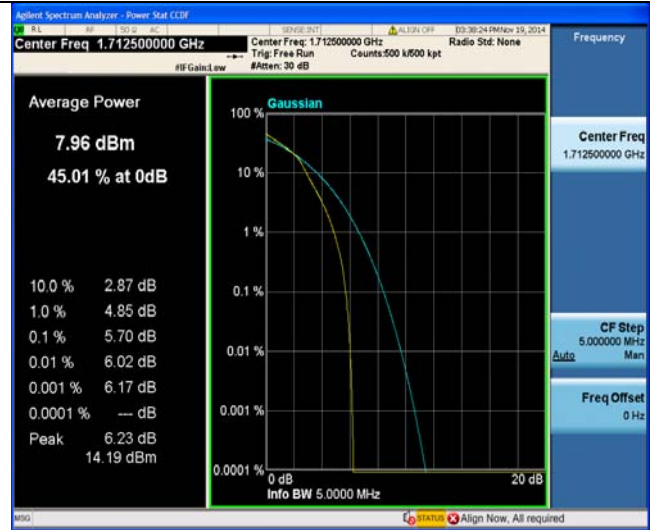 Agilent Spectrum Analyzer - Power Stat CCDF
RL RF 50 Ω AC SENSE:INT ALIGN OFF 03:38:24 PM Nov 19, 2014
Center Freq 1.712500000 GHz
Center Freq: 1.712500000 GHz Radio Std: None
Trig: Free Run Counts:500 k/500 kpt
#IFGain:Low #Atten: 30 dB
Frequency
Average Power
7.96 dBm
45.01 % at 0dB
10.0 % 2.87 dB
1.0 % 4.85 dB
0.1 % 5.70 dB
0.01 % 6.02 dB
0.001 % 6.17 dB
0.0001 % --- dB
Peak 6.23 dB
14.19 dBm
Gaussian
100 %
10 %
1 %
0.1 %
0.01 %
0.001 %
0.0001 %
0 dB 20 dB
Info BW 5.0000 MHz
Center Freq
1.712500000 GHz
CF Step
5.000000 MHz
Auto Man
Freq Offset
0 Hz
MSG STATUS Align Now, All required